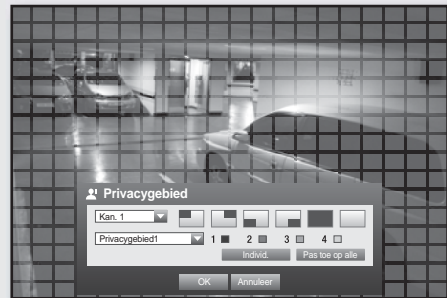 Privacygebied
Kan. 1
Privacygebied1 1 2 3 4
Individ. Pas toe op alle
OK Annuleer